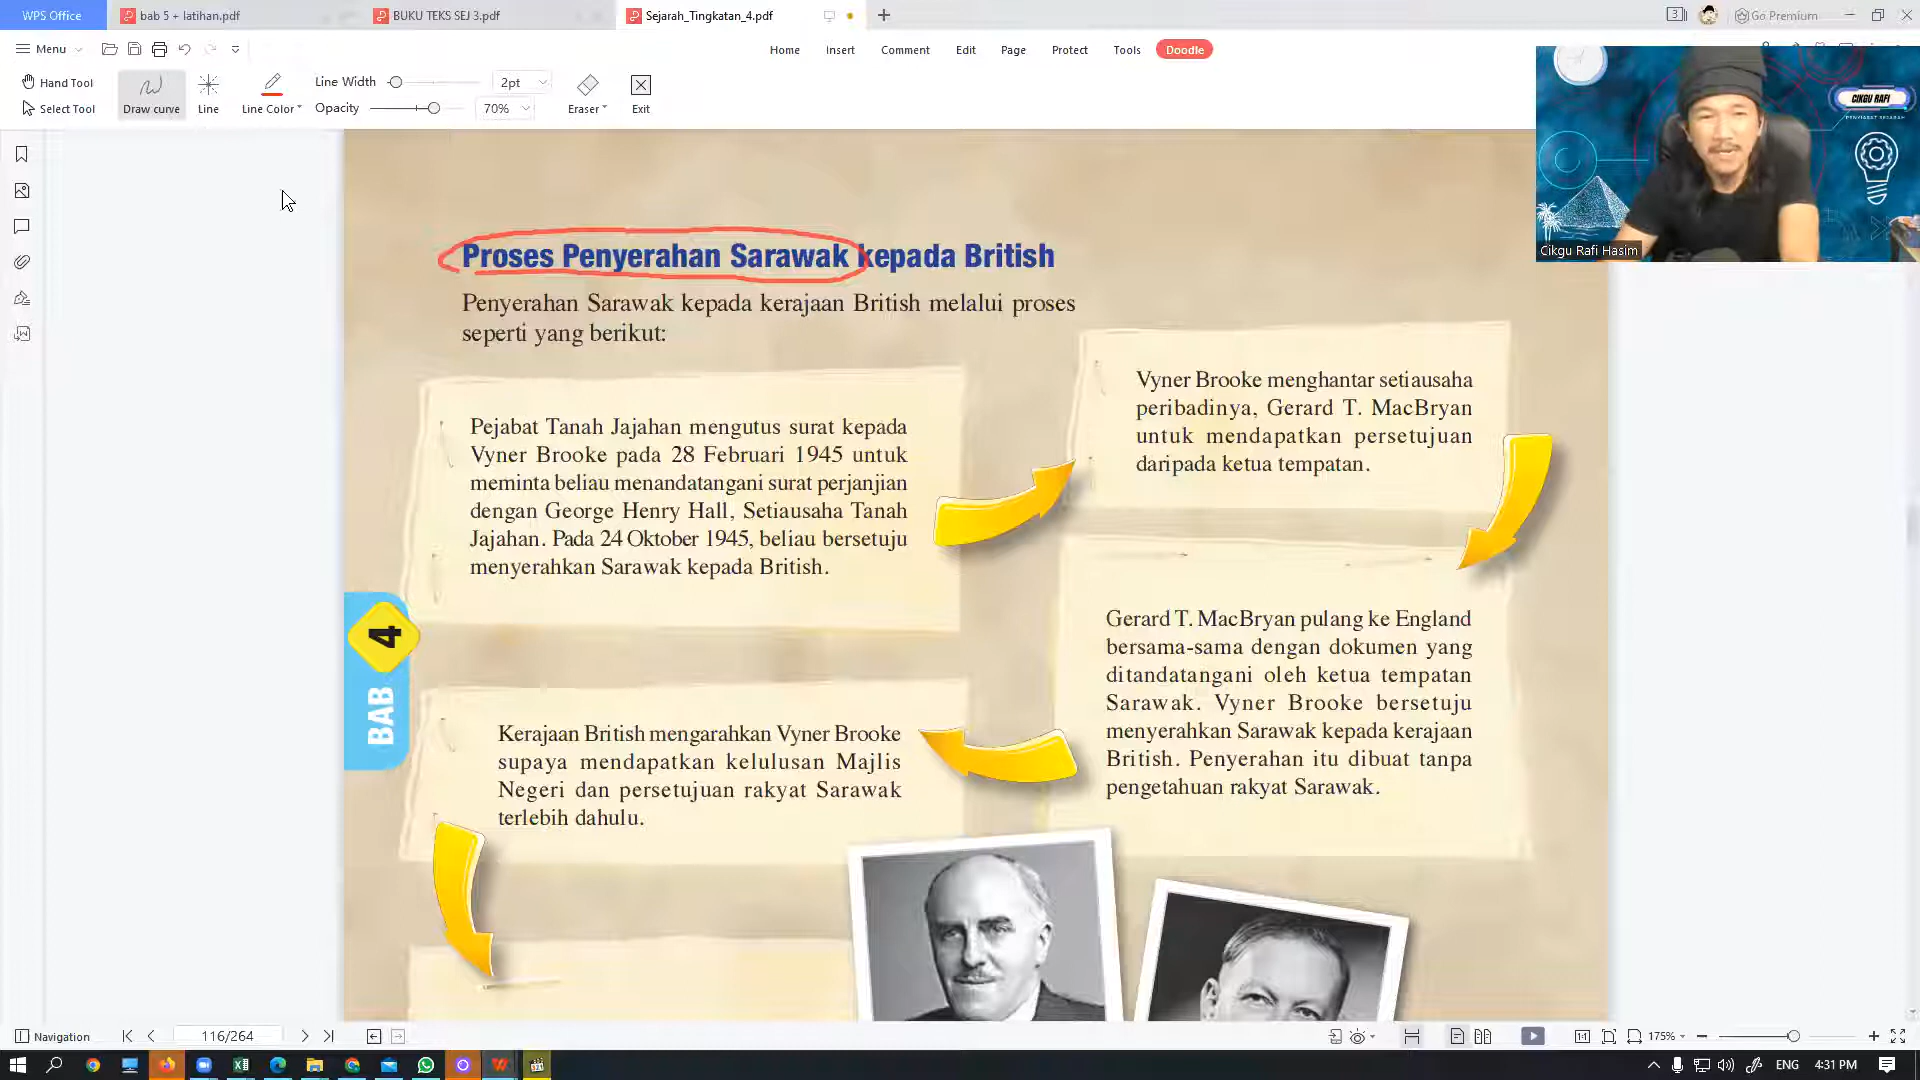 WPS Office
bab 5 + latihan.pdf
BUKU TEKS SEJ 3.pdf
Sejarah_Tingkatan_4.pdf
3
Go Premium
Menu
Home
Insert
Comment
Edit
Page
Protect
Tools
Doodle
Hand Tool
Select Tool
Draw curve
Line
Line Color
Line Width
2pt
Opacity
70%
Eraser
Exit
CIKGU RAFI
Cikgu Rafi Hasim
Proses Penyerahan Sarawak kepada British
Penyerahan Sarawak kepada kerajaan British melalui proses
seperti yang berikut:
Pejabat Tanah Jajahan mengutus surat kepada
Vyner Brooke pada 28 Februari 1945 untuk
meminta beliau menandatangani surat perjanjian
dengan George Henry Hall, Setiausaha Tanah
Jajahan. Pada 24 Oktober 1945, beliau bersetuju
menyerahkan Sarawak kepada British.
Vyner Brooke menghantar setiausaha
peribadinya, Gerard T. MacBryan
untuk mendapatkan persetujuan
daripada ketua tempatan.
Gerard T. MacBryan pulang ke England
bersama-sama dengan dokumen yang
ditandatangani oleh ketua tempatan
Sarawak. Vyner Brooke bersetuju
menyerahkan Sarawak kepada kerajaan
British. Penyerahan itu dibuat tanpa
pengetahuan rakyat Sarawak.
Kerajaan British mengarahkan Vyner Brooke
supaya mendapatkan kelulusan Majlis
Negeri dan persetujuan rakyat Sarawak
terlebih dahulu.
BAB 4
Navigation
116/264
175%
ENG
4:31 PM